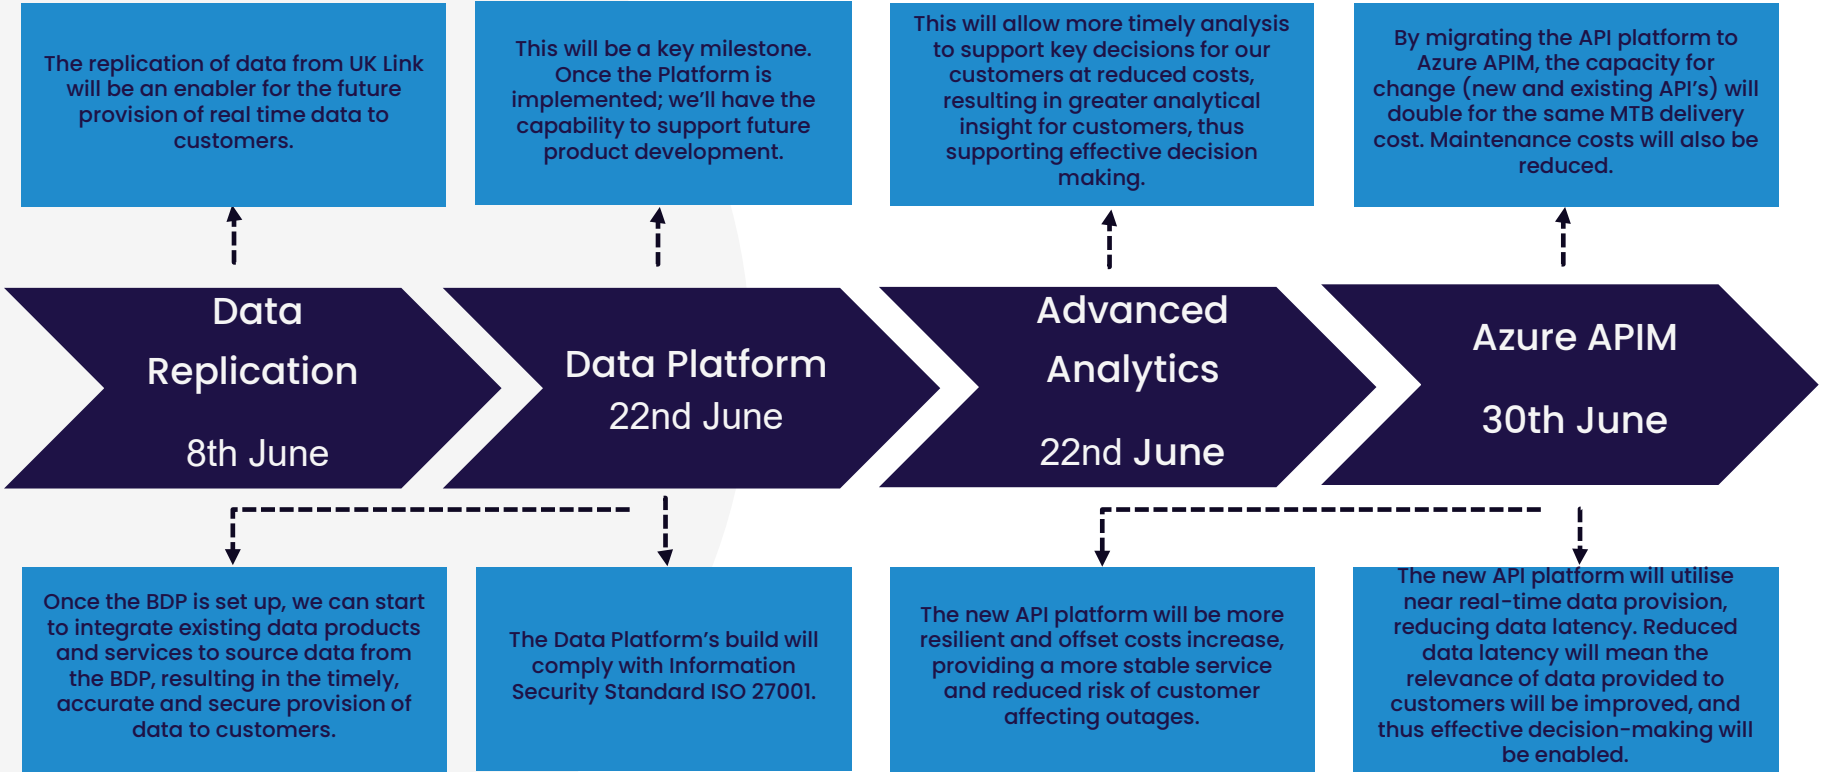 The replication of data from UK Link
will be an enabler for the future
provision of real time data to
customers.
This will be a key milestone.
Once the Platform is
implemented; we’ll have the
capability to support future
product development.
This will allow more timely analysis
to support key decisions for our
customers at reduced costs,
resulting in greater analytical
insight for customers, thus
supporting effective decision
making.
By migrating the API platform to
Azure APIM, the capacity for
change (new and existing API’s) will
double for the same MTB delivery
cost. Maintenance costs will also be
reduced.
Data
Replication
8th June
Data Platform
22nd June
Advanced
Analytics
22nd June
Azure APIM
30th June
Once the BDP is set up, we can start
to integrate existing data products
and services to source data from
the BDP, resulting in the timely,
accurate and secure provision of
data to customers.
The Data Platform’s build will
comply with Information
Security Standard ISO 27001.
The new API platform will be more
resilient and offset costs increase,
providing a more stable service
and reduced risk of customer
affecting outages.
The new API platform will utilise
near real-time data provision,
reducing data latency. Reduced
data latency will mean the
relevance of data provided to
customers will be improved, and
thus effective decision-making will
be enabled.